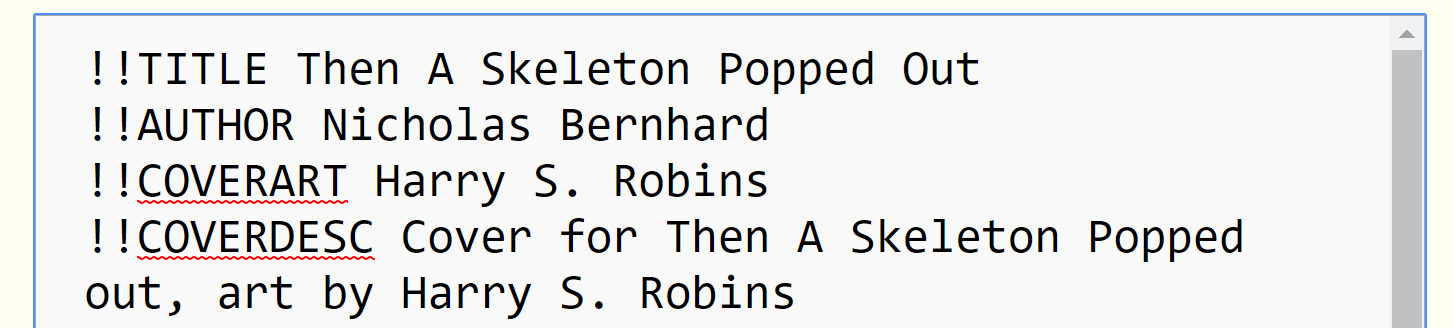 !!TITLE Then A Skeleton Popped Out
!!AUTHOR Nicholas Bernhard
!!COVERART Harry S. Robins
!!COVERDESC Cover for Then A Skeleton Popped
out, art by Harry S. Robins